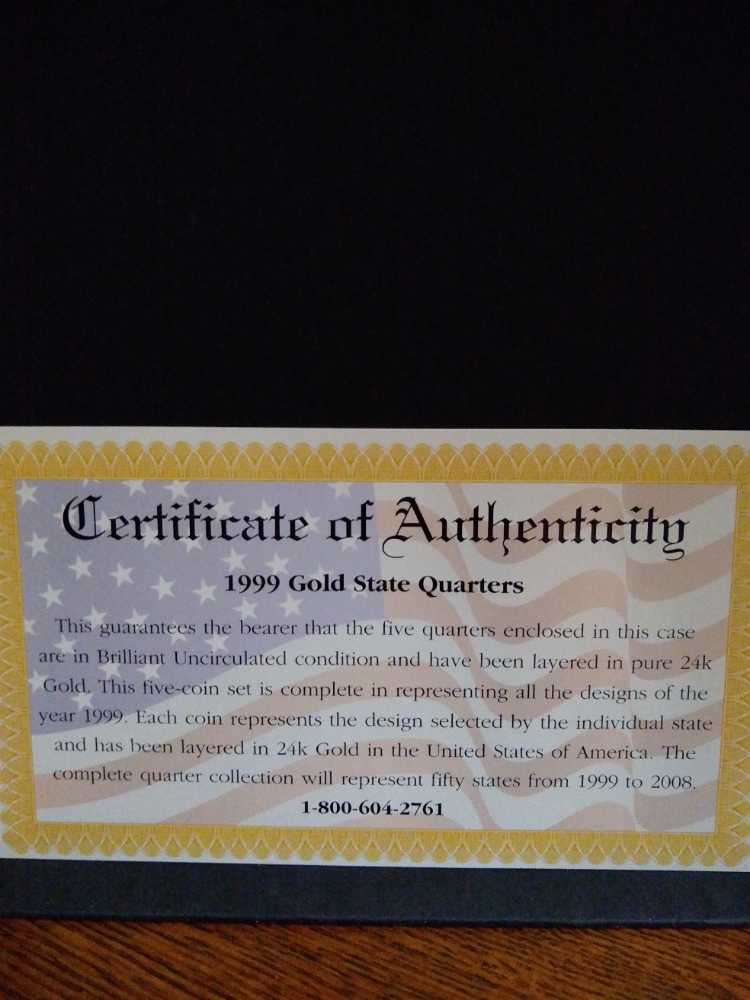 Certificate of Authenticity
1999 Gold State Quarters
This guarantees the bearer that the five quarters enclosed in this case
are in Brilliant Uncirculated condition and have been layered in pure 24k
Gold. This five-coin set is complete in representing all the designs of the
year 1999. Each coin represents the design selected by the individual state
and has been layered in 24k Gold in the United States of America. The
complete quarter collection will represent fifty states from 1999 to 2008.
1-800-604-2761